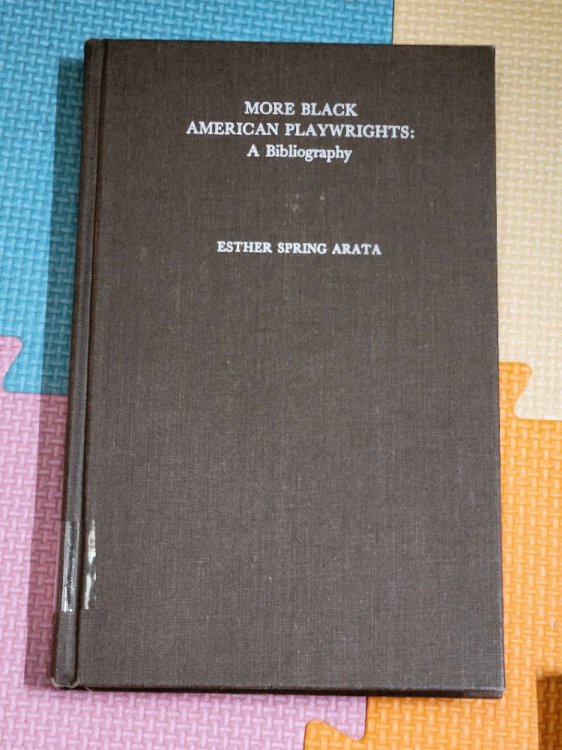 MORE BLACK
AMERICAN PLAYWRIGHTS:
A Bibliography
ESTHER SPRING ARATA